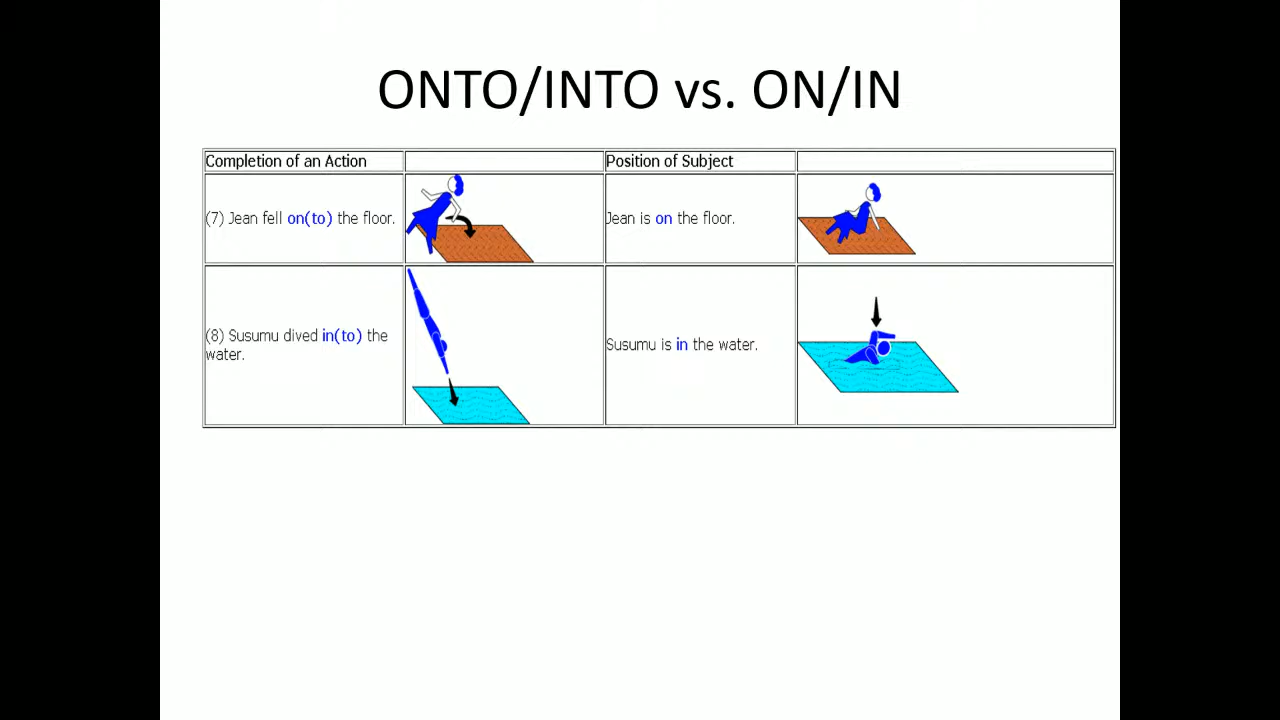 ONTO/INTO vs. ON/IN
Completion of an Action
Position of Subject
(7) Jean fell on(to) the floor.
Jean is on the floor.
(8) Susumu dived in(to) the
water.
Susumu is in the water.